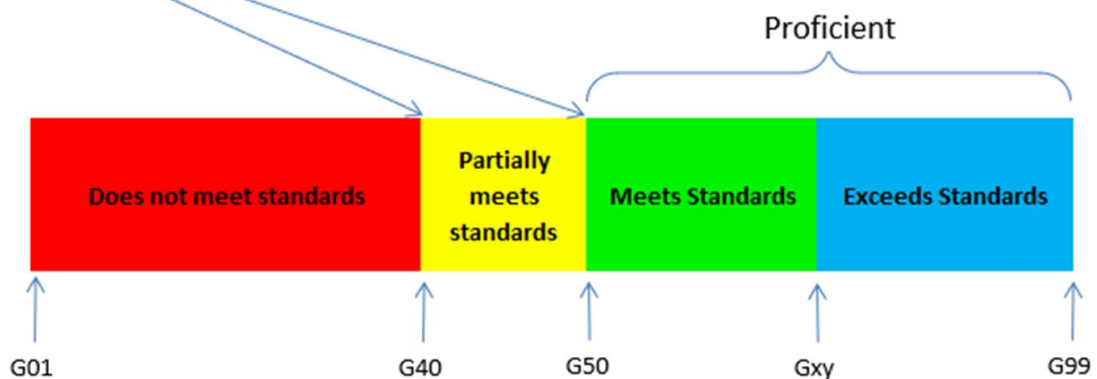 Proficient
Does not meet standards
Partially
meets
standards
Meets Standards
Exceeds Standards
G01
G40
G50
Gxy
G99